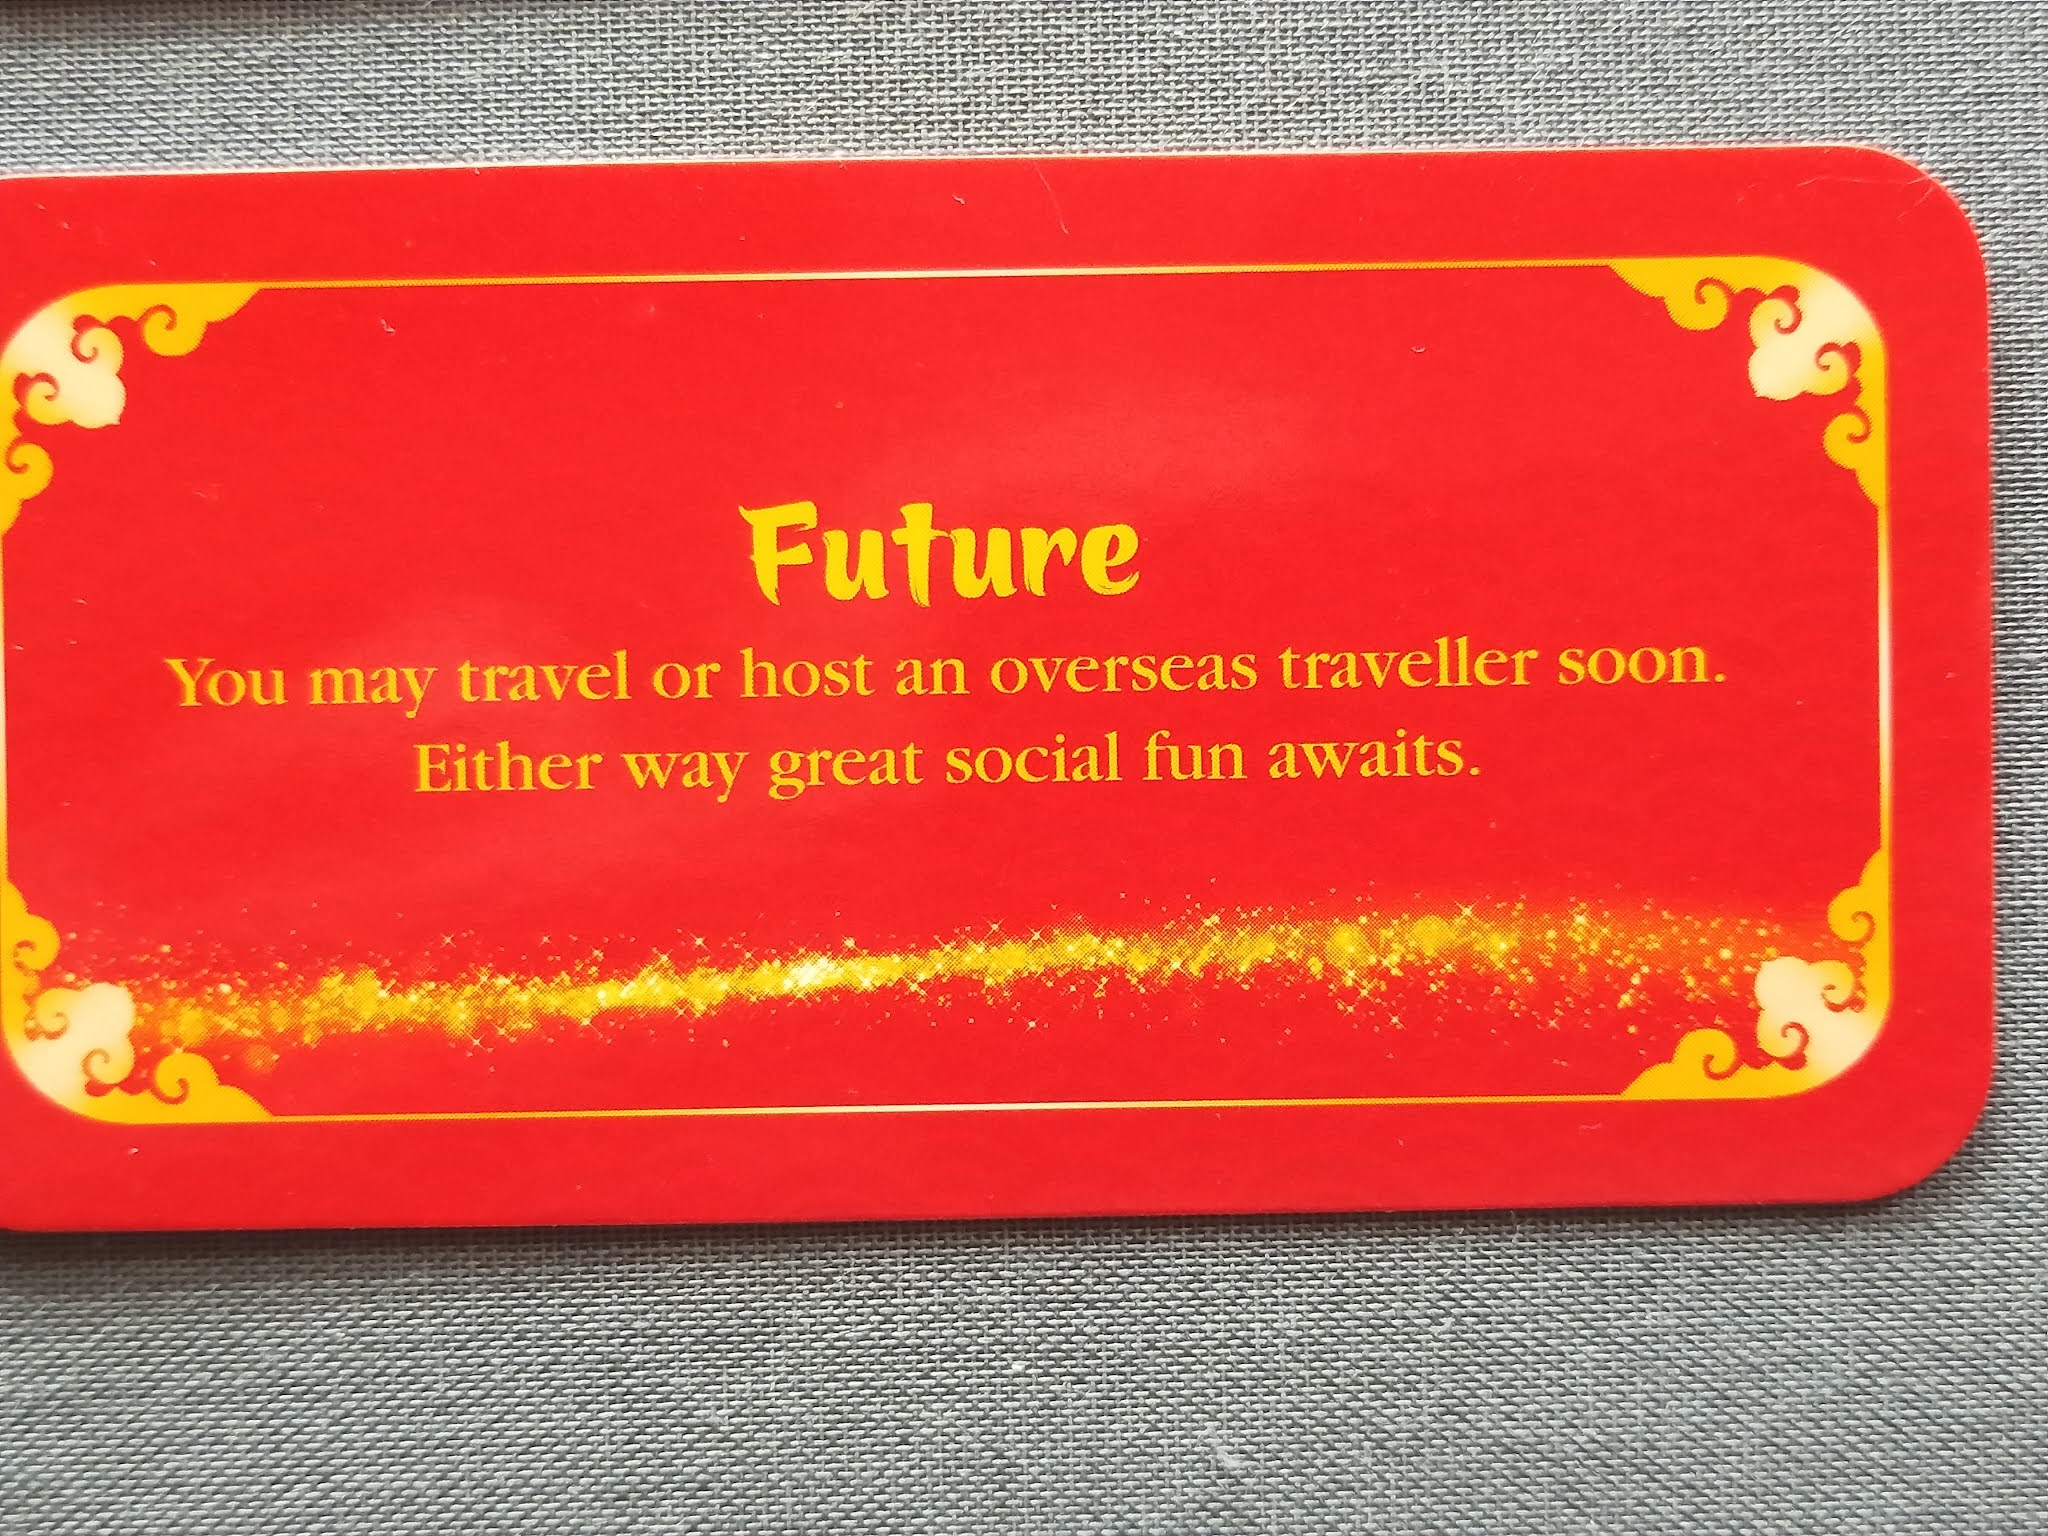 Future
You may travel or host an overseas traveller soon.
Either way great social fun awaits.